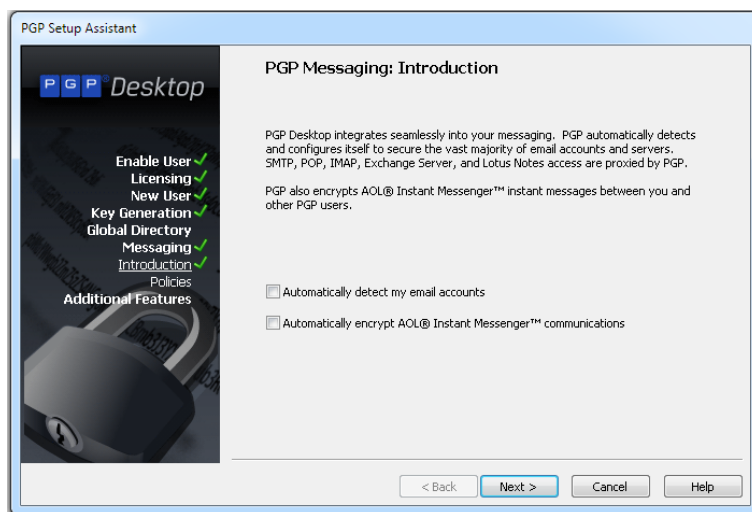 PGP Setup Assistant
PGP® Desktop
Enable User
Licensing
New User
Key Generation
Global Directory
Messaging
Introduction
Policies
Additional Features
PGP Messaging: Introduction
PGP Desktop integrates seamlessly into your messaging. PGP automatically detects
and configures itself to secure the vast majority of email accounts and servers.
SMTP, POP, IMAP, Exchange Server, and Lotus Notes access are proxied by PGP.
PGP also encrypts AOL® Instant Messenger™ instant messages between you and
other PGP users.
Automatically detect my email accounts
Automatically encrypt AOL® Instant Messenger™ communications
< Back
Next >
Cancel
Help